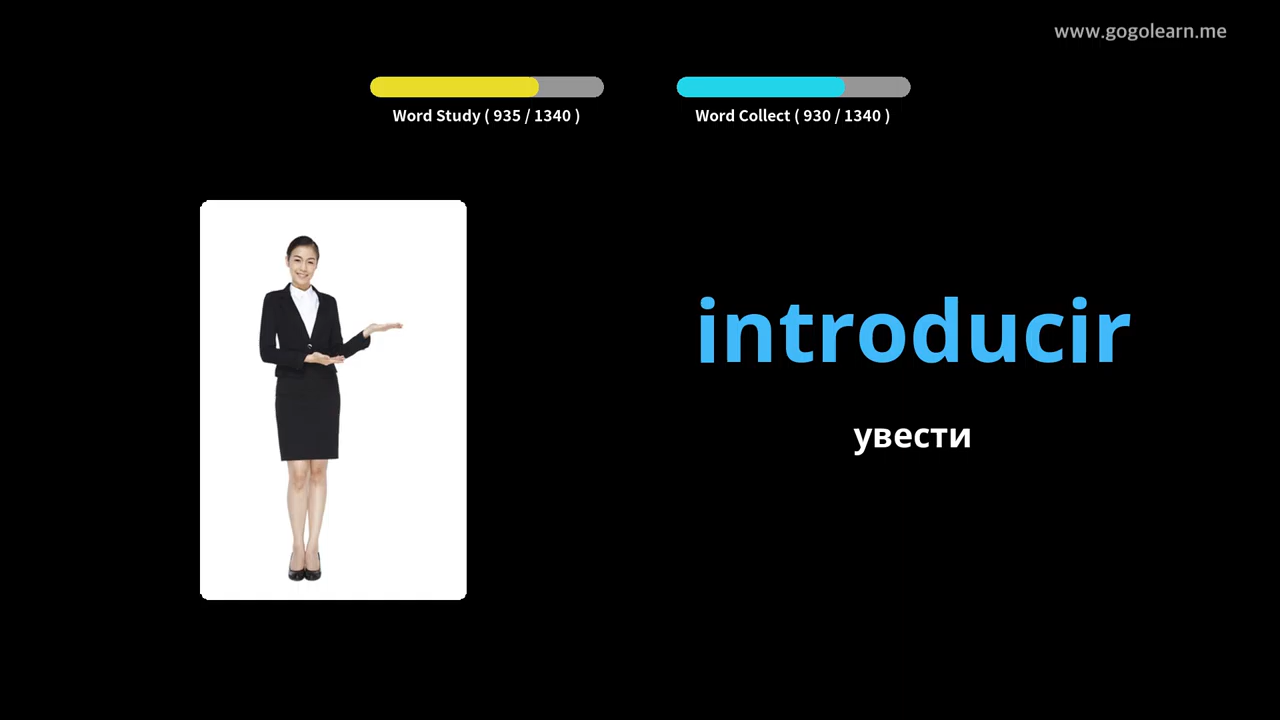 www.gogolearn.me
Word Study ( 935 / 1340 )
Word Collect ( 930 / 1340 )
introducir
увести